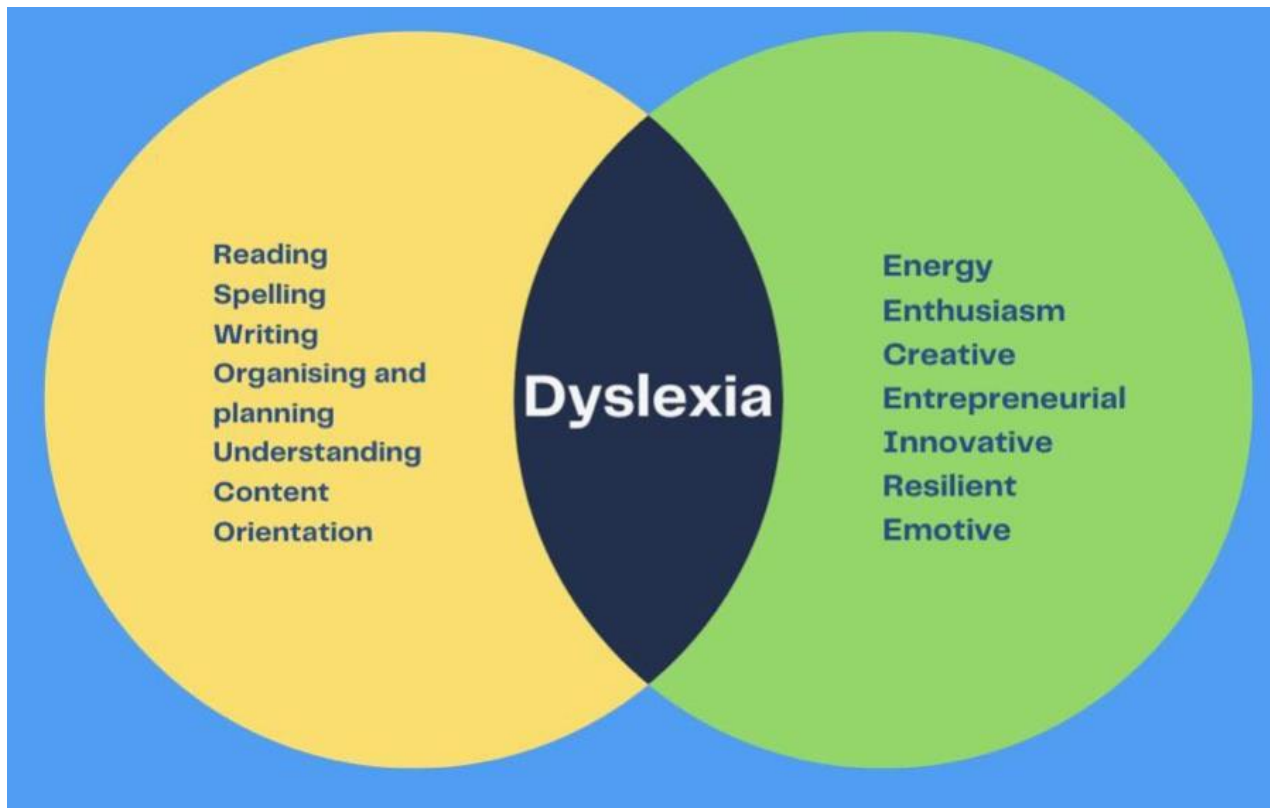 Reading
Spelling
Writing
Organising and
planning
Understanding
Content
Orientation
Dyslexia
Energy
Enthusiasm
Creative
Entrepreneurial
Innovative
Resilient
Emotive